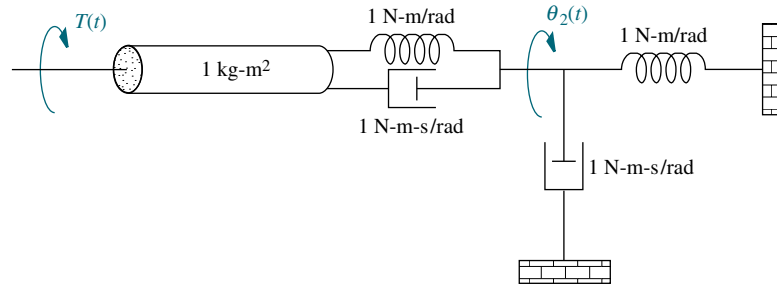 T(t)
1 N-m/rad
θ₂(t)
1 N-m/rad
1 kg-m²
1 N-m-s/rad
1 N-m-s/rad